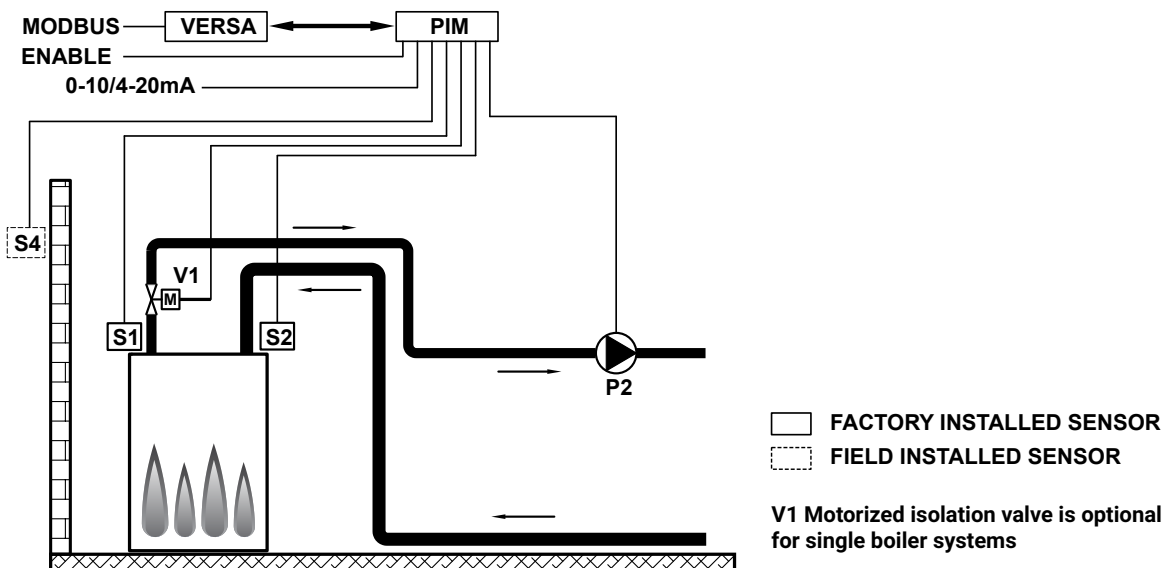 MODBUS VERSA PIM
ENABLE
0-10/4-20mA
S4
V1
M
S1 S2
P2
FACTORY INSTALLED SENSOR
FIELD INSTALLED SENSOR
V1 Motorized isolation valve is optional
for single boiler systems